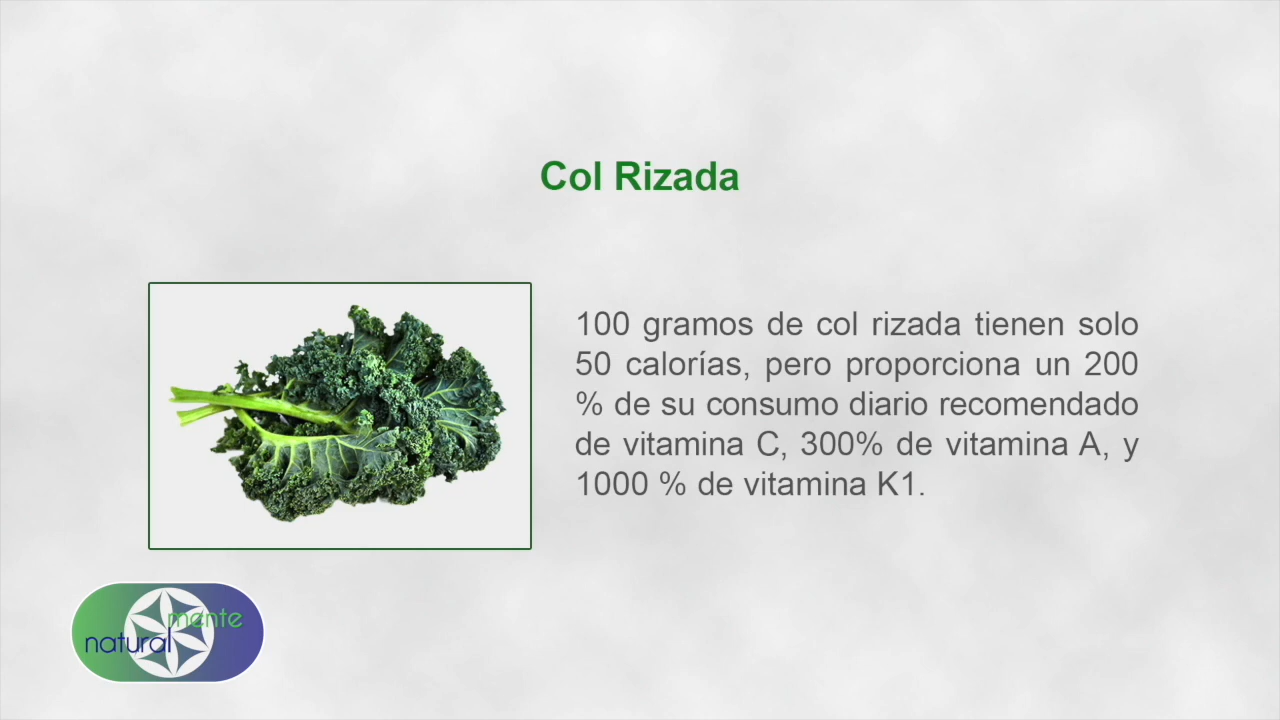 Col Rizada
100 gramos de col rizada tienen solo
50 calorías, pero proporciona un 200
% de su consumo diario recomendado
de vitamina C, 300% de vitamina A, y
1000 % de vitamina K1.
mente
natural